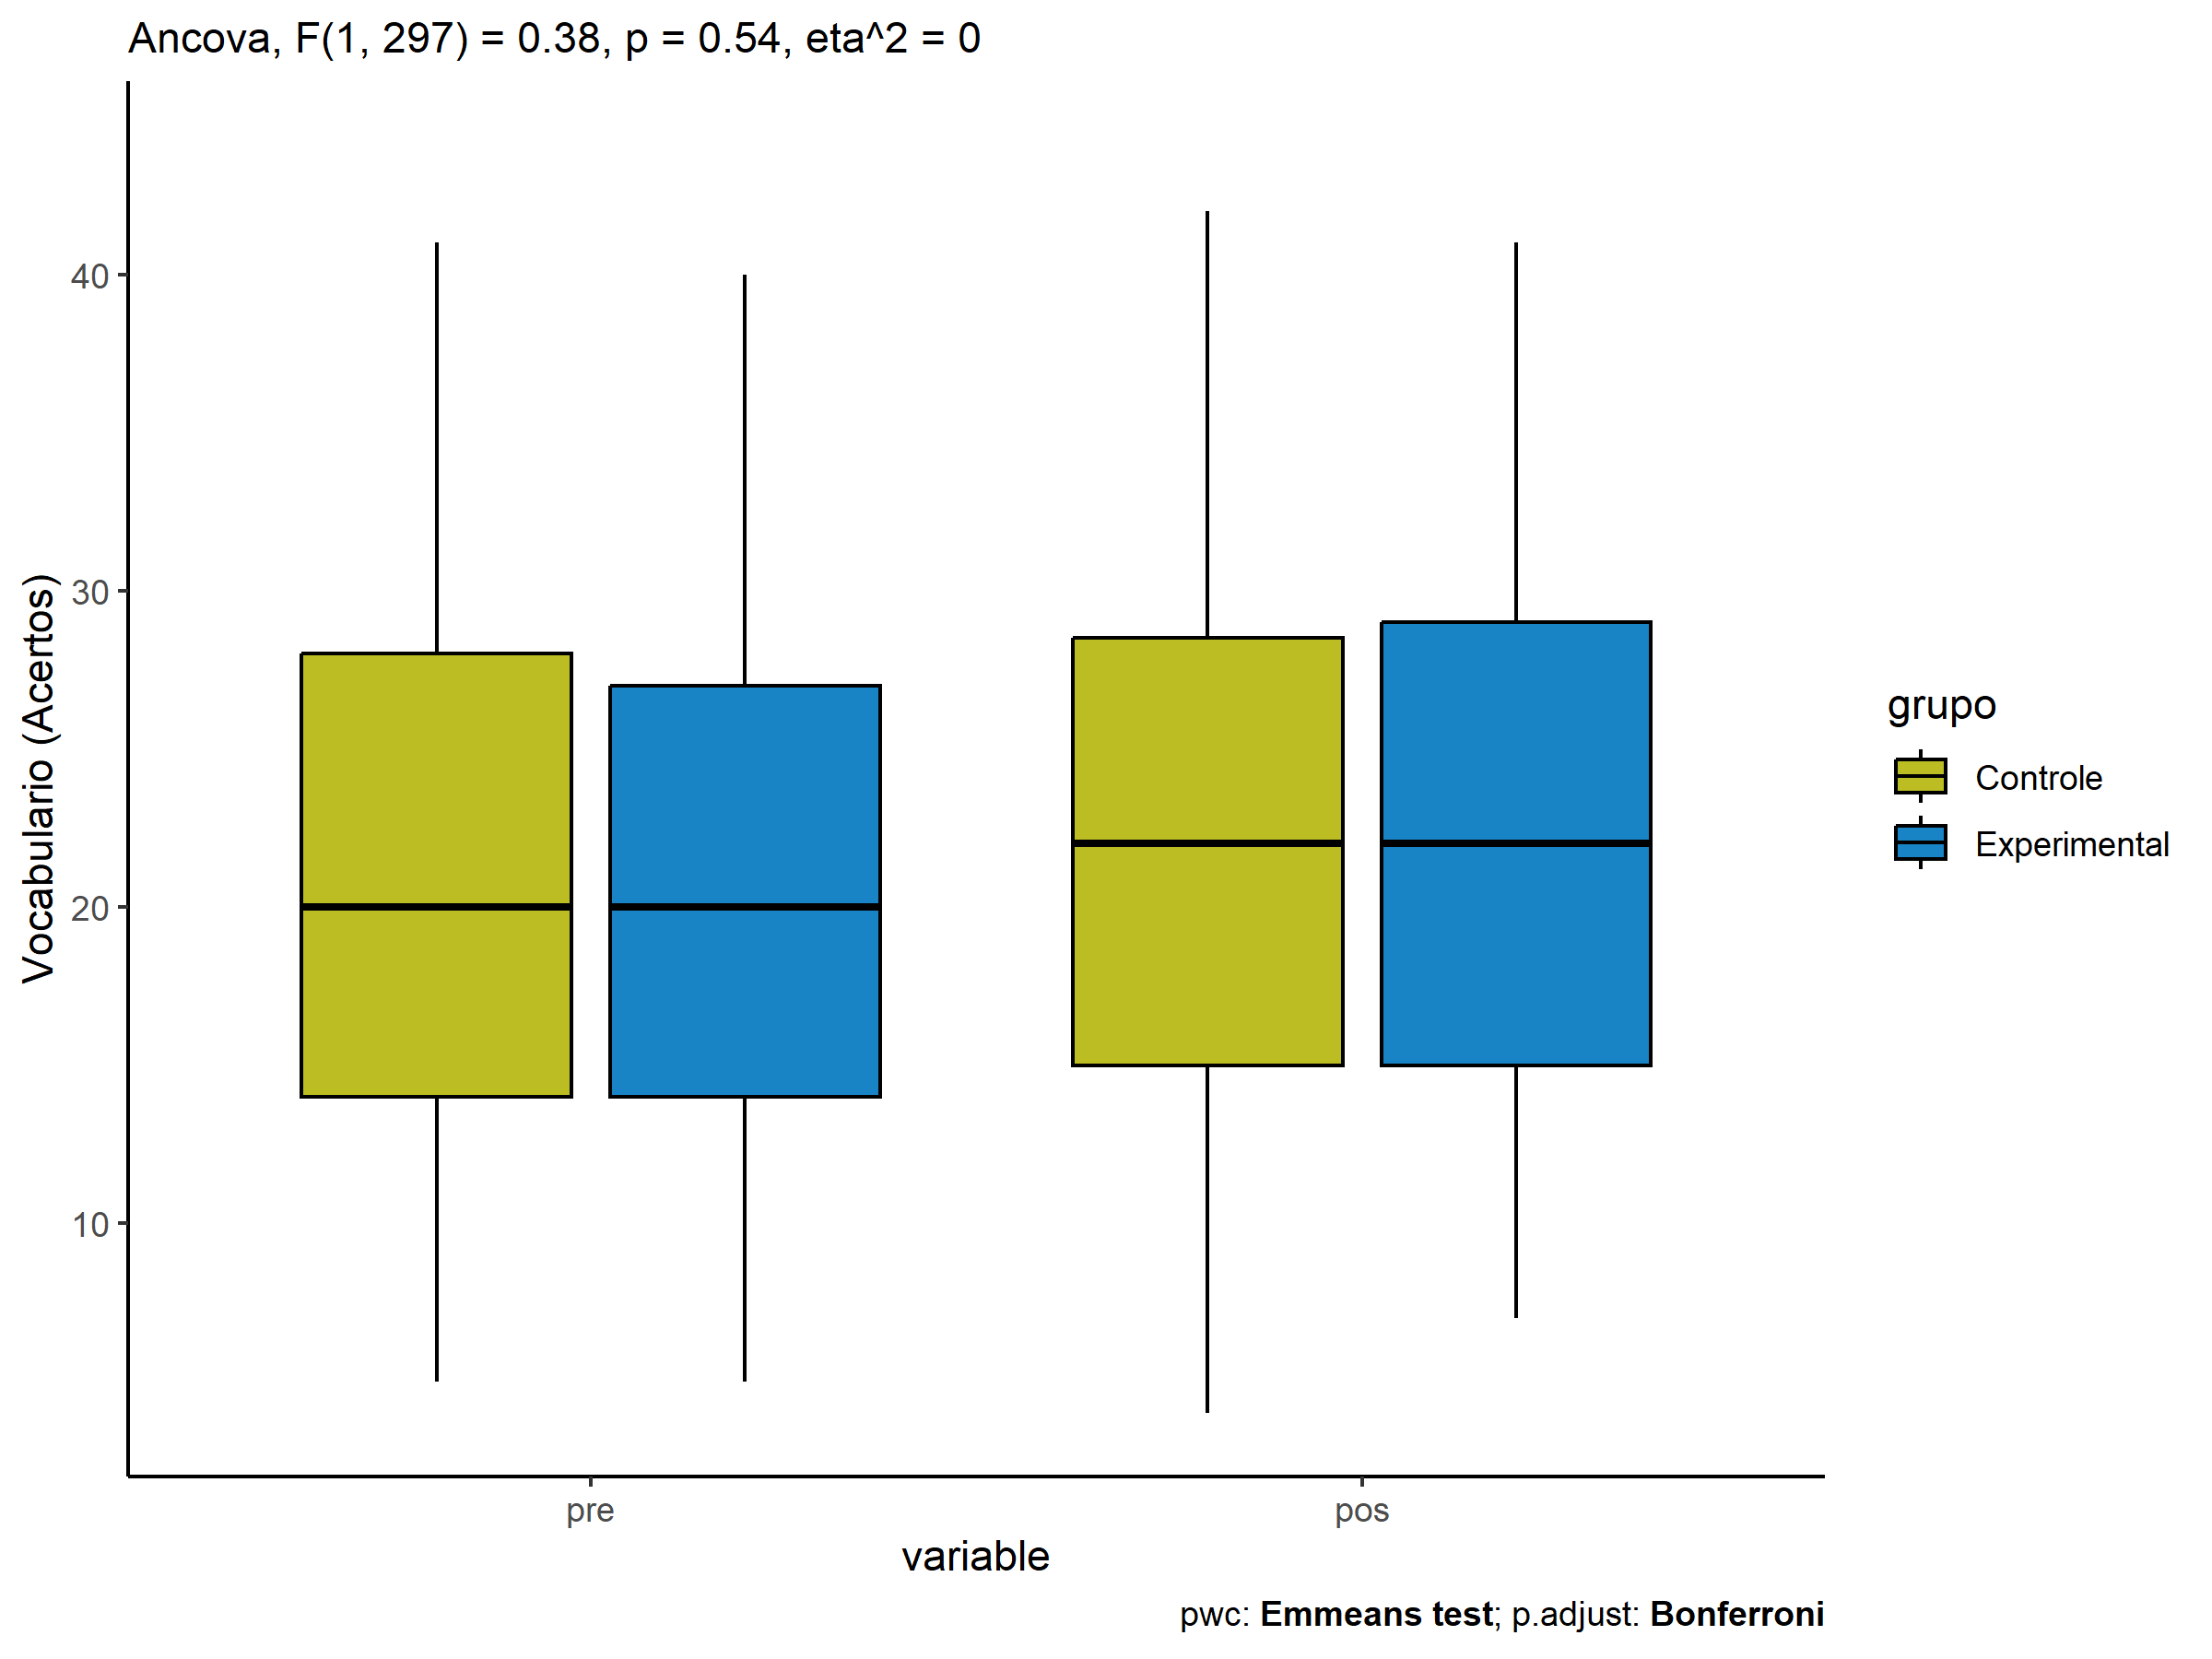 Ancova, F(1, 297) = 0.38, p = 0.54, eta^2 = 0
Vocabulario (Acertos)
40
30
20
10
pre
pos
variable
grupo
Controle
Experimental
pwc: Emmeans test; p.adjust: Bonferroni